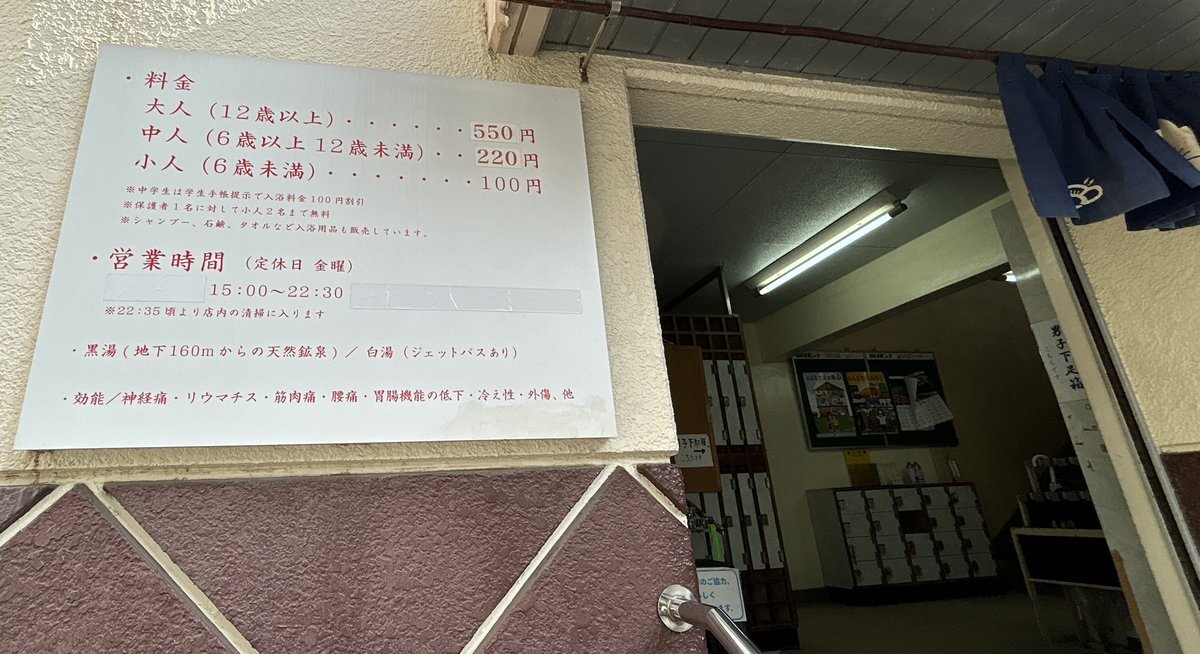 ・料金
大人（12歳以上）・・・・・・550円
中人（6歳以上12歳未満）・・220円
小人（6歳未満）・・・・・・・100円
※中学生は学生手帳提示で入浴料金100円割引
※保護者1名に対して小人2名まで無料
※シャンプー、石鹸、タオルなど入浴用品も販売しています。
・営業時間（定休日 金曜）
15:00〜22:30
※22:35頃より店内の清掃に入ります
・黒湯(地下160mからの天然鉱泉)／白湯（ジェットバスあり）
・効能／神経痛・リウマチス・筋肉痛・腰痛・胃腸機能の低下・冷え性・外傷、他
男子下足箱
こちらです
→
のご協力、